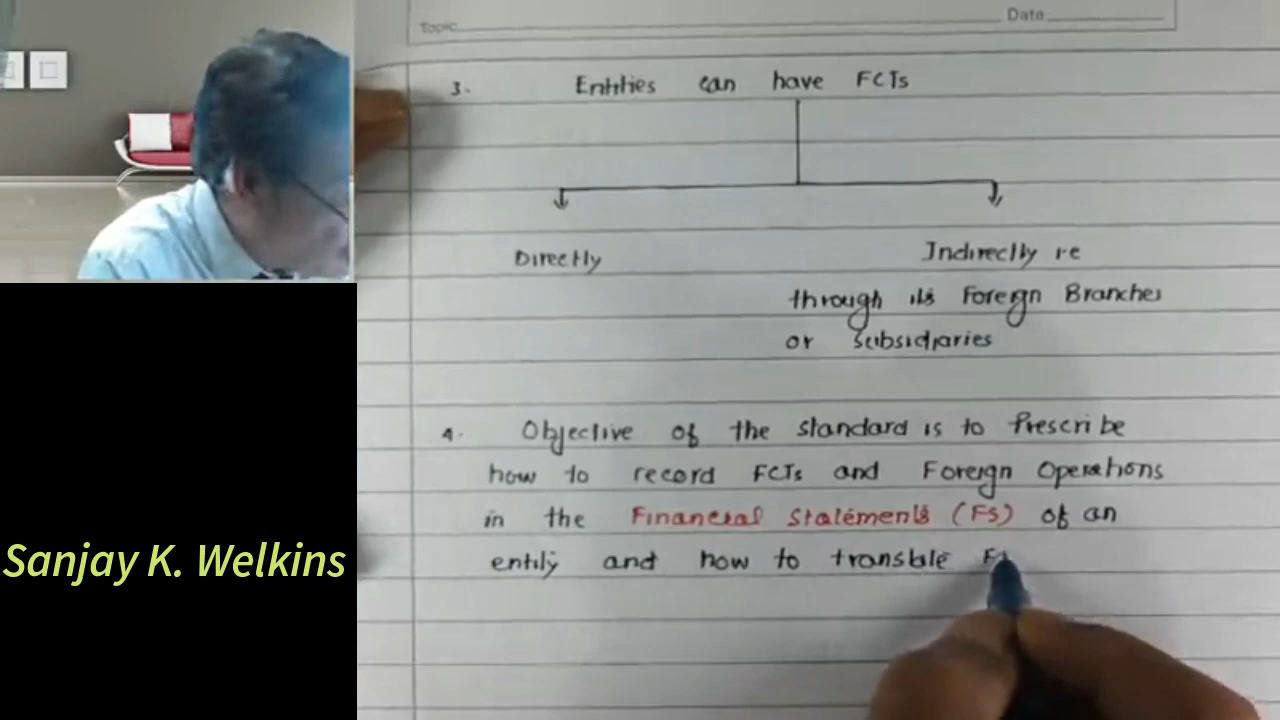 Topic
Date
3. Entities can have FCTs
Directly
Indirectly ie
through its Foreign Branches
or subsidiaries
4. Objective of the standard is to Prescribe
how to record FCTs and Foreign Operations
in the Financial Statements (FS) of an
entity and how to translate
Sanjay K. Welkins